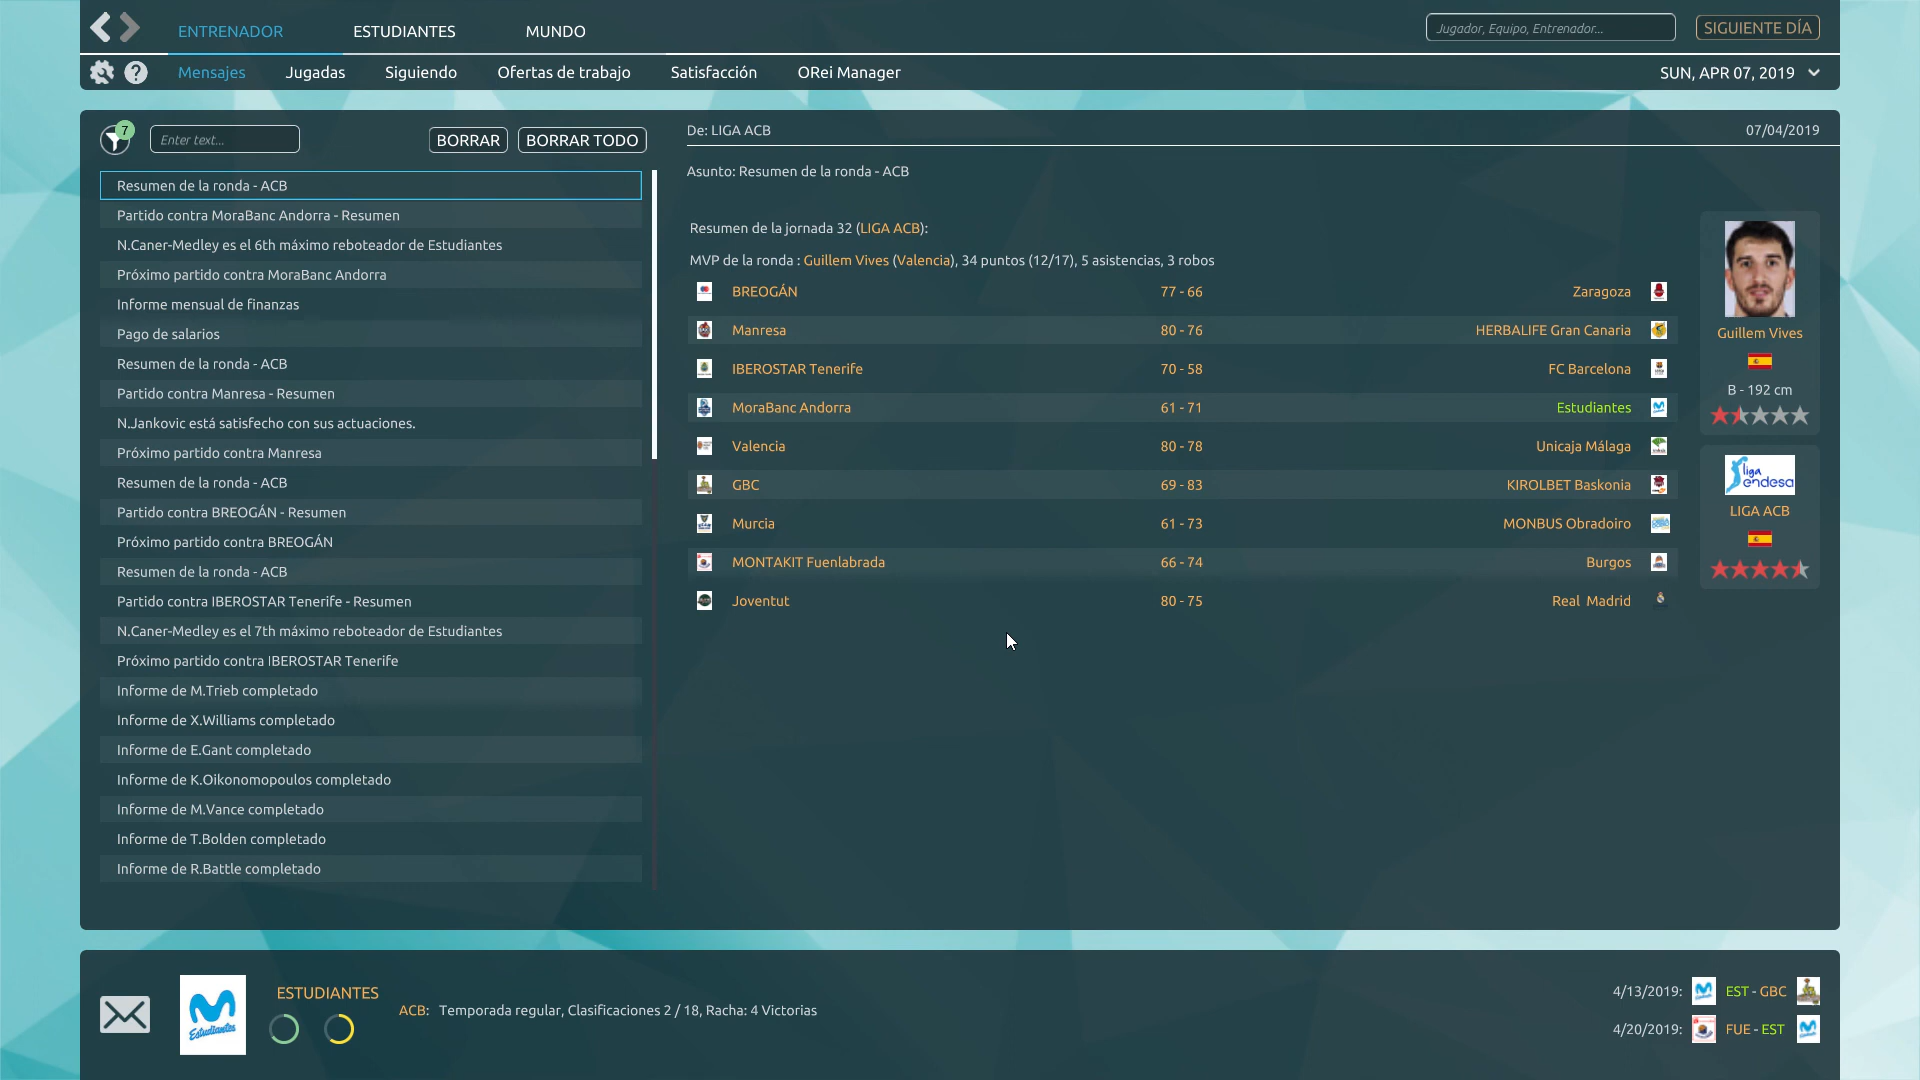 ENTRENADOR ESTUDIANTES MUNDO Jugador, Equipo, Entrenador... SIGUIENTE DÍA
? Mensajes Jugadas Siguiendo Ofertas de trabajo Satisfacción ORei Manager SUN, APR 07, 2019
7 Enter text... BORRAR BORRAR TODO
Resumen de la ronda - ACB
Partido contra MoraBanc Andorra - Resumen
N.Caner-Medley es el 6th máximo reboteador de Estudiantes
Próximo partido contra MoraBanc Andorra
Informe mensual de finanzas
Pago de salarios
Resumen de la ronda - ACB
Partido contra Manresa - Resumen
N.Jankovic está satisfecho con sus actuaciones.
Próximo partido contra Manresa
Resumen de la ronda - ACB
Partido contra BREOGÁN - Resumen
Próximo partido contra BREOGÁN
Resumen de la ronda - ACB
Partido contra IBEROSTAR Tenerife - Resumen
N.Caner-Medley es el 7th máximo reboteador de Estudiantes
Próximo partido contra IBEROSTAR Tenerife
Informe de M.Trieb completado
Informe de X.Williams completado
Informe de E.Gant completado
Informe de K.Oikonomopoulos completado
Informe de M.Vance completado
Informe de T.Bolden completado
Informe de R.Battle completado
De: LIGA ACB 07/04/2019
Asunto: Resumen de la ronda - ACB
Resumen de la jornada 32 (LIGA ACB):
MVP de la ronda : Guillem Vives (Valencia), 34 puntos (12/17), 5 asistencias, 3 robos
BREOGÁN 77 - 66 Zaragoza
Manresa 80 - 76 HERBALIFE Gran Canaria
IBEROSTAR Tenerife 70 - 58 FC Barcelona
MoraBanc Andorra 61 - 71 Estudiantes
Valencia 80 - 78 Unicaja Málaga
GBC 69 - 83 KIROLBET Baskonia
Murcia 61 - 73 MONBUS Obradoiro
MONTAKIT Fuenlabrada 66 - 74 Burgos
Joventut 80 - 75 Real Madrid
Guillem Vives
B - 192 cm
liga
endesa
LIGA ACB
Estudiantes
ESTUDIANTES
ACB: Temporada regular, Clasificaciones 2 / 18, Racha: 4 Victorias
4/13/2019: EST - GBC
4/20/2019: FUE - EST